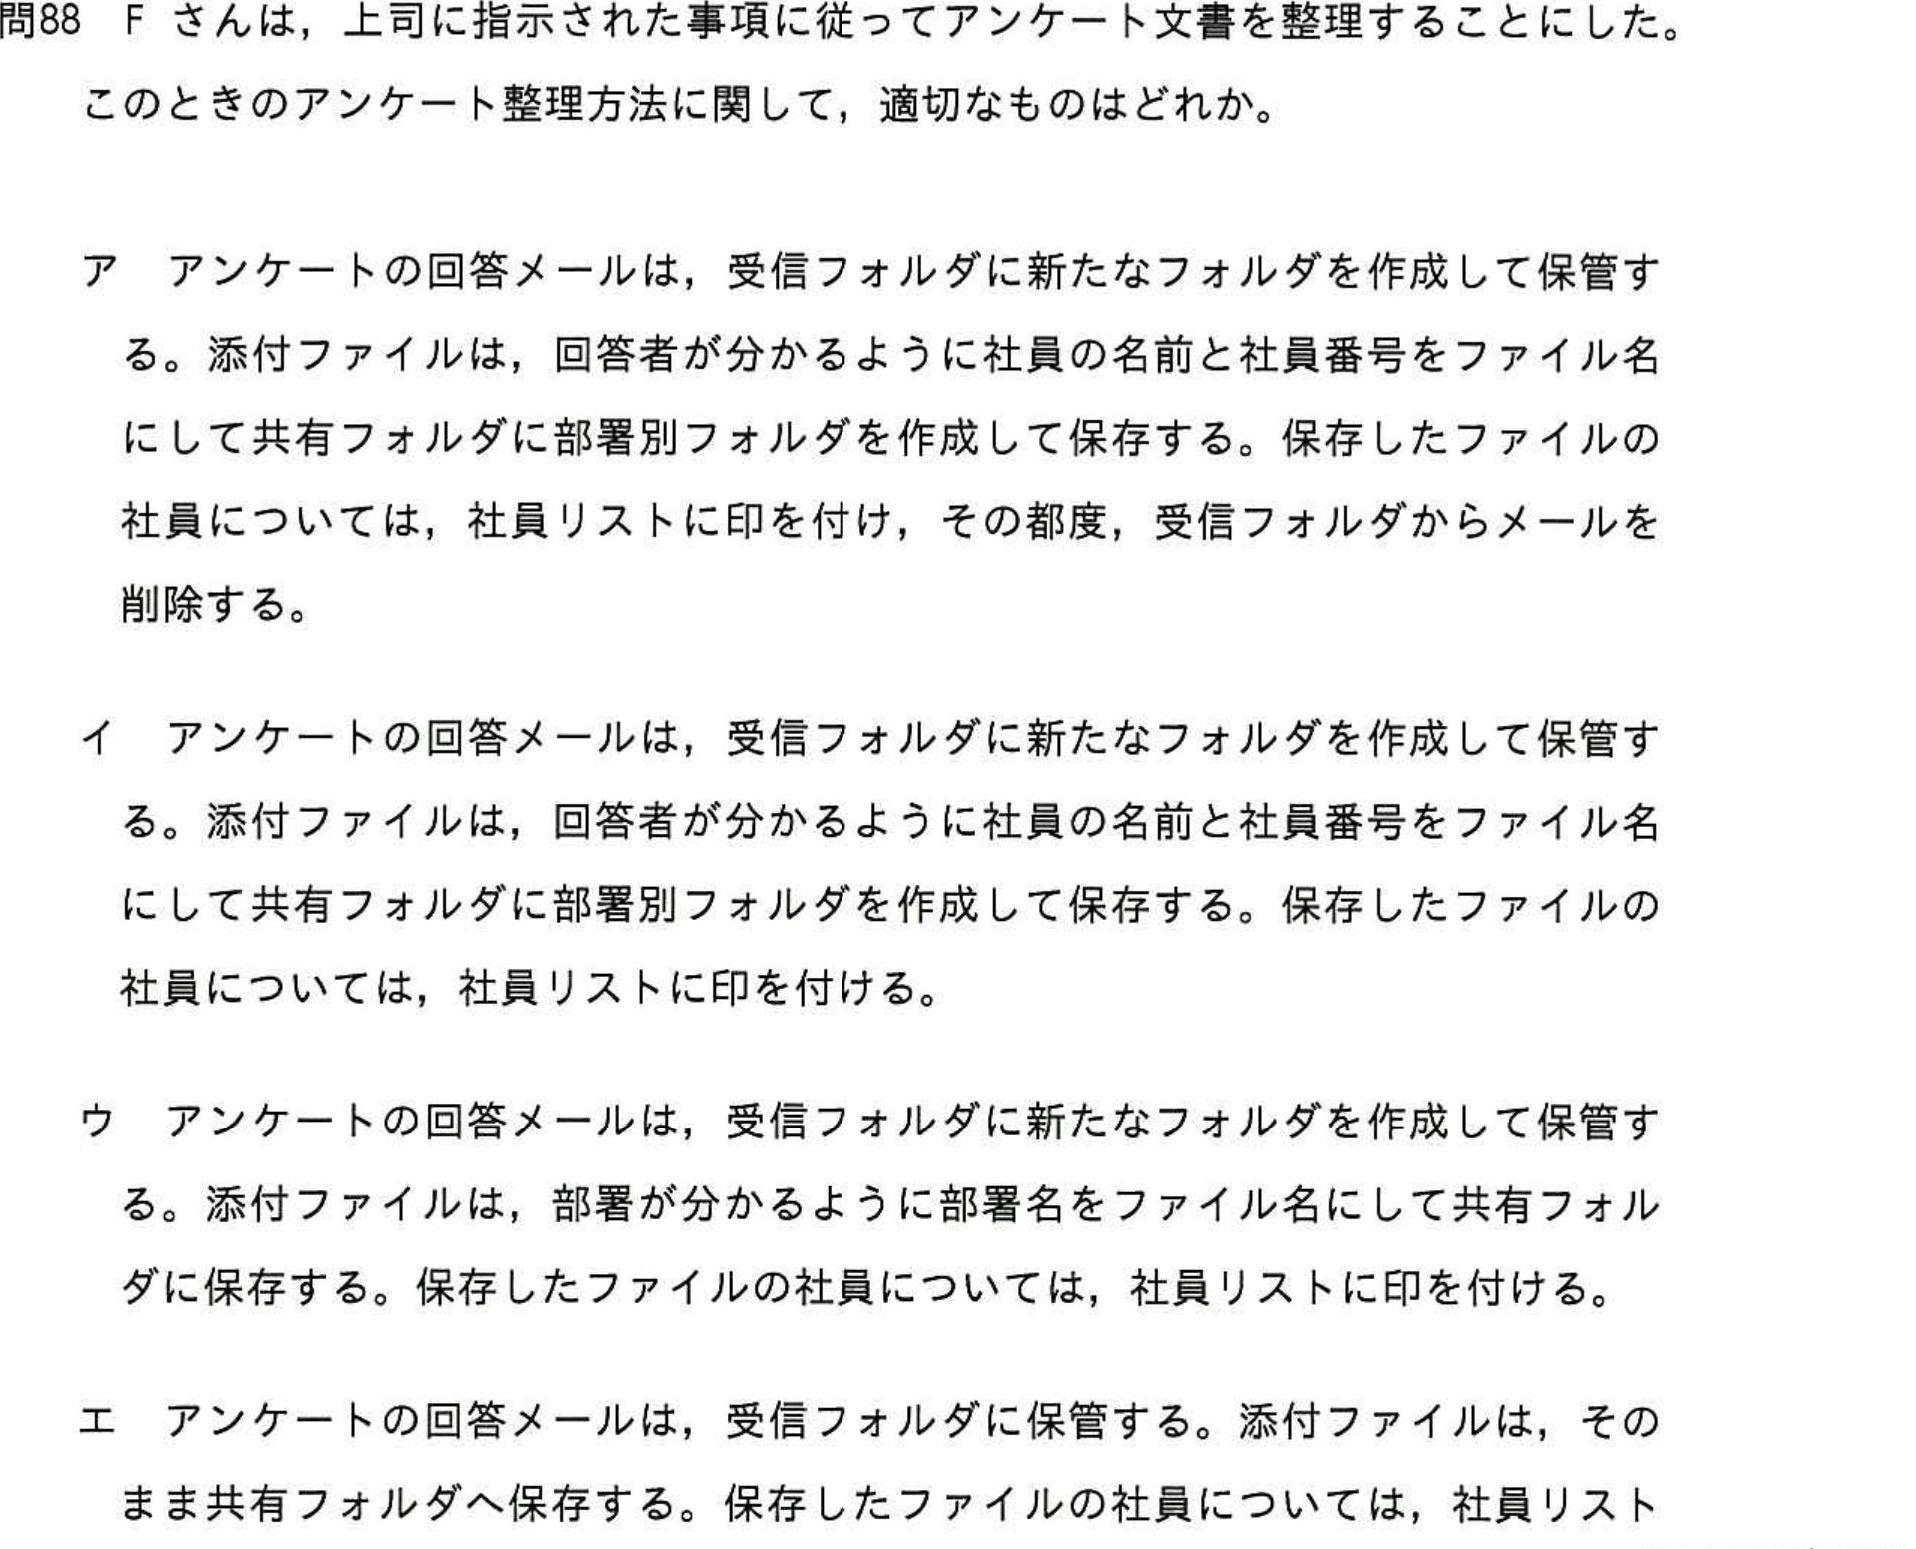 問88 F さんは，上司に指示された事項に従ってアンケート文書を整理することにした。
このときのアンケート整理方法に関して，適切なものはどれか。
ア アンケートの回答メールは，受信フォルダに新たなフォルダを作成して保管す
る。添付ファイルは，回答者が分かるように社員の名前と社員番号をファイル名
にして共有フォルダに部署別フォルダを作成して保存する。保存したファイルの
社員については，社員リストに印を付け，その都度，受信フォルダからメールを
削除する。
イ アンケートの回答メールは，受信フォルダに新たなフォルダを作成して保管す
る。添付ファイルは，回答者が分かるように社員の名前と社員番号をファイル名
にして共有フォルダに部署別フォルダを作成して保存する。保存したファイルの
社員については，社員リストに印を付ける。
ウ アンケートの回答メールは，受信フォルダに新たなフォルダを作成して保管す
る。添付ファイルは，部署が分かるように部署名をファイル名にして共有フォル
ダに保存する。保存したファイルの社員については，社員リストに印を付ける。
エ アンケートの回答メールは，受信フォルダに保管する。添付ファイルは，その
まま共有フォルダへ保存する。保存したファイルの社員については，社員リスト